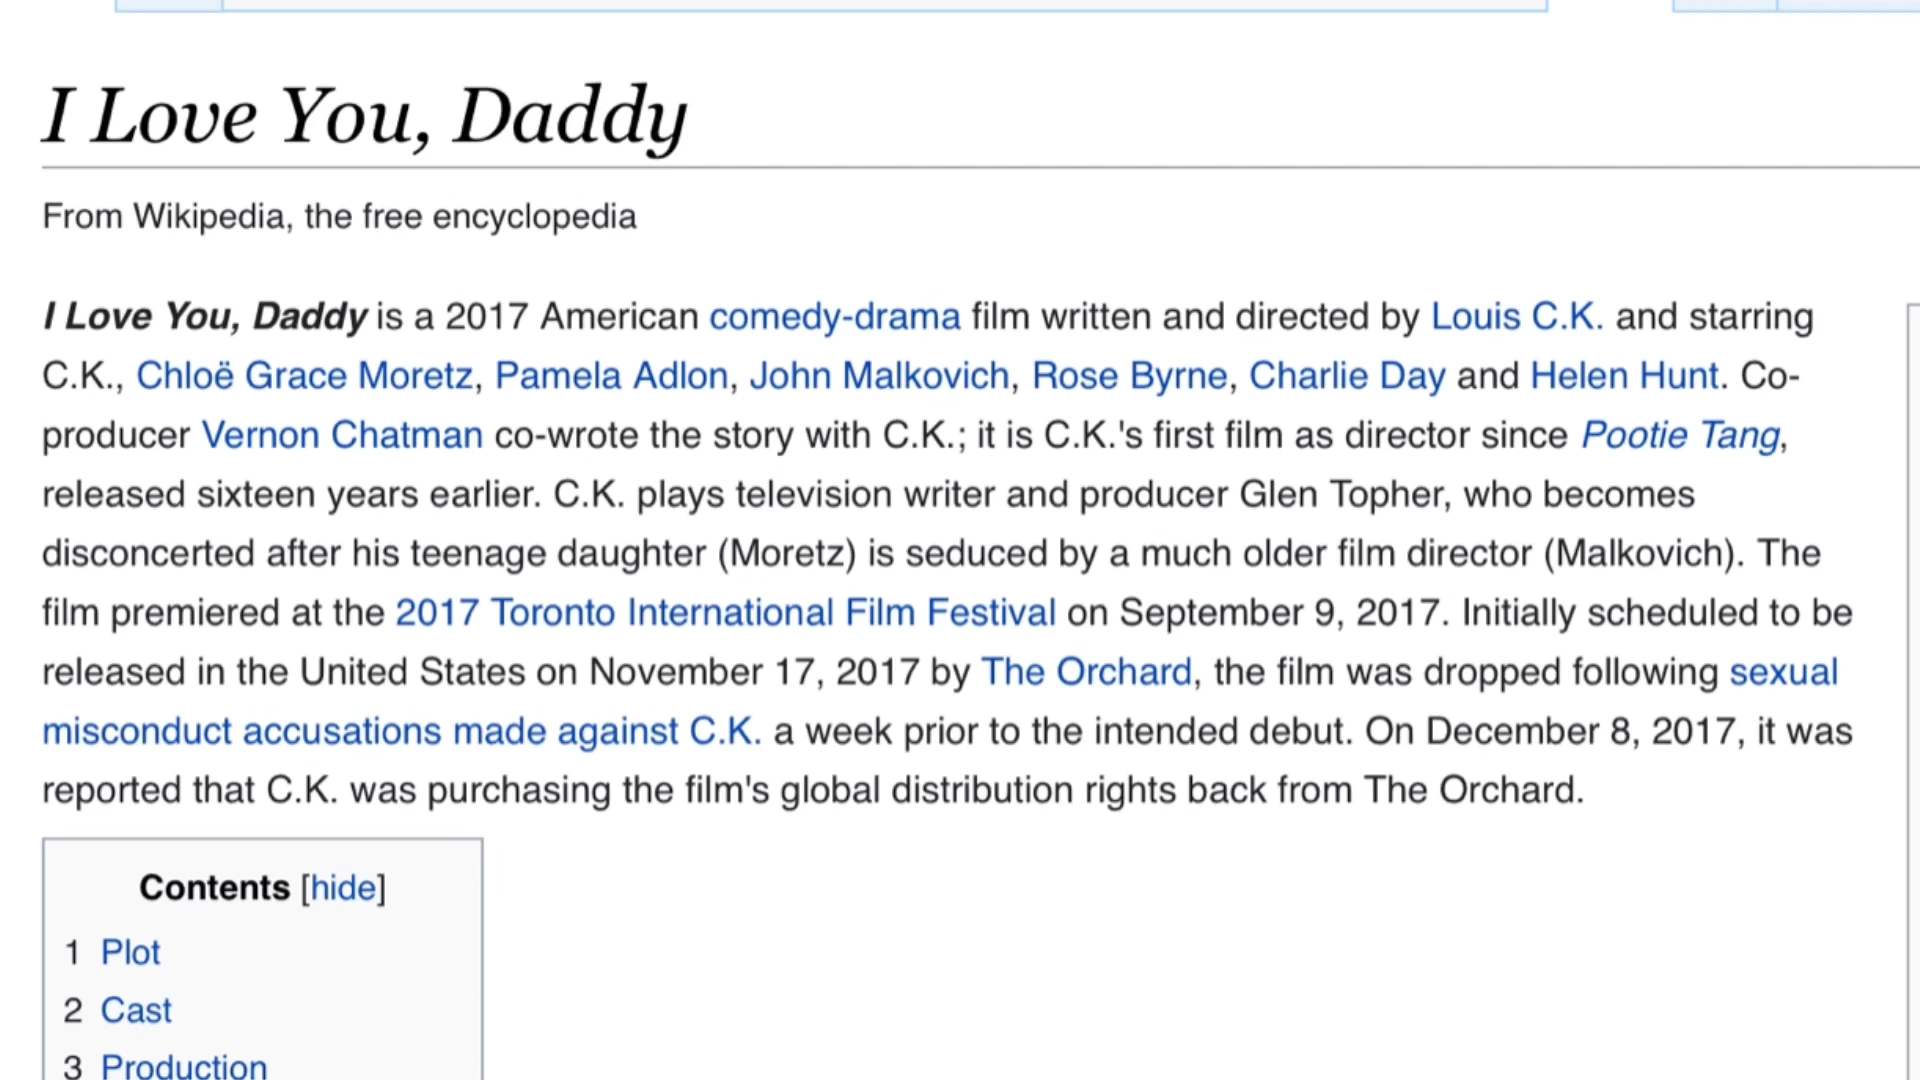 I Love You, Daddy
From Wikipedia, the free encyclopedia
I Love You, Daddy is a 2017 American comedy-drama film written and directed by Louis C.K. and starring
C.K., Chloë Grace Moretz, Pamela Adlon, John Malkovich, Rose Byrne, Charlie Day and Helen Hunt. Co-
producer Vernon Chatman co-wrote the story with C.K.; it is C.K.'s first film as director since Pootie Tang,
released sixteen years earlier. C.K. plays television writer and producer Glen Topher, who becomes
disconcerted after his teenage daughter (Moretz) is seduced by a much older film director (Malkovich). The
film premiered at the 2017 Toronto International Film Festival on September 9, 2017. Initially scheduled to be
released in the United States on November 17, 2017 by The Orchard, the film was dropped following sexual
misconduct accusations made against C.K. a week prior to the intended debut. On December 8, 2017, it was
reported that C.K. was purchasing the film's global distribution rights back from The Orchard.
Contents [hide]
1 Plot
2 Cast
3 Production